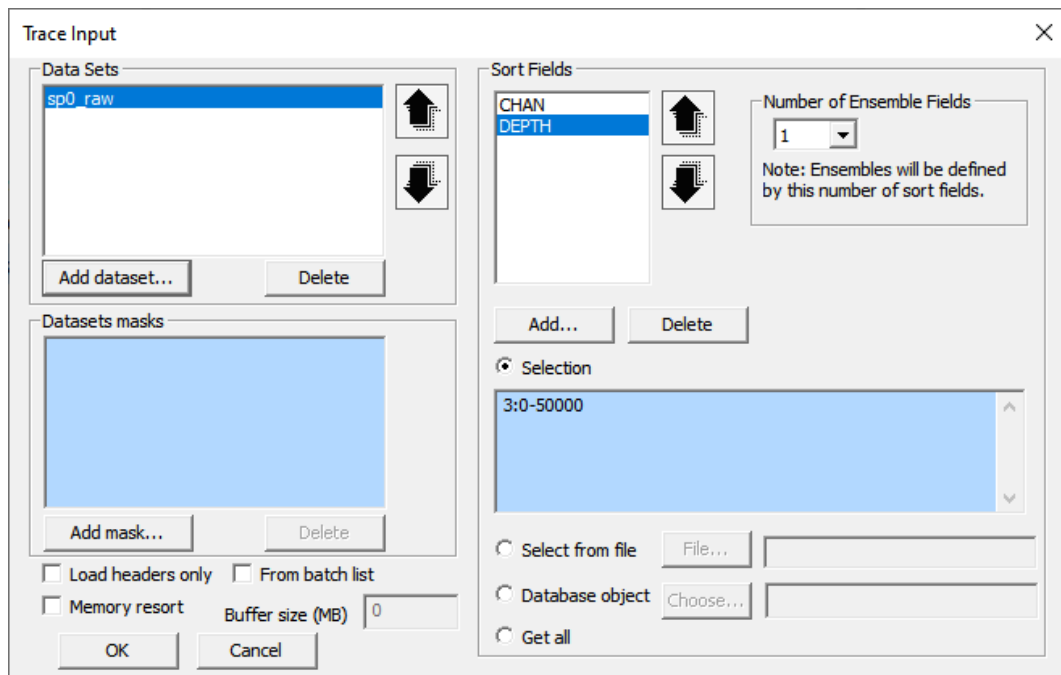 Trace Input
Data Sets
sp0_raw
Add dataset...
Delete
Datasets masks
Add mask...
Delete
Load headers only
From batch list
Memory resort
Buffer size (MB)
0
OK
Cancel
Sort Fields
CHAN
DEPTH
Number of Ensemble Fields
1
Note: Ensembles will be defined
by this number of sort fields.
Add...
Delete
Selection
3:0-50000
Select from file
File...
Database object
Choose...
Get all